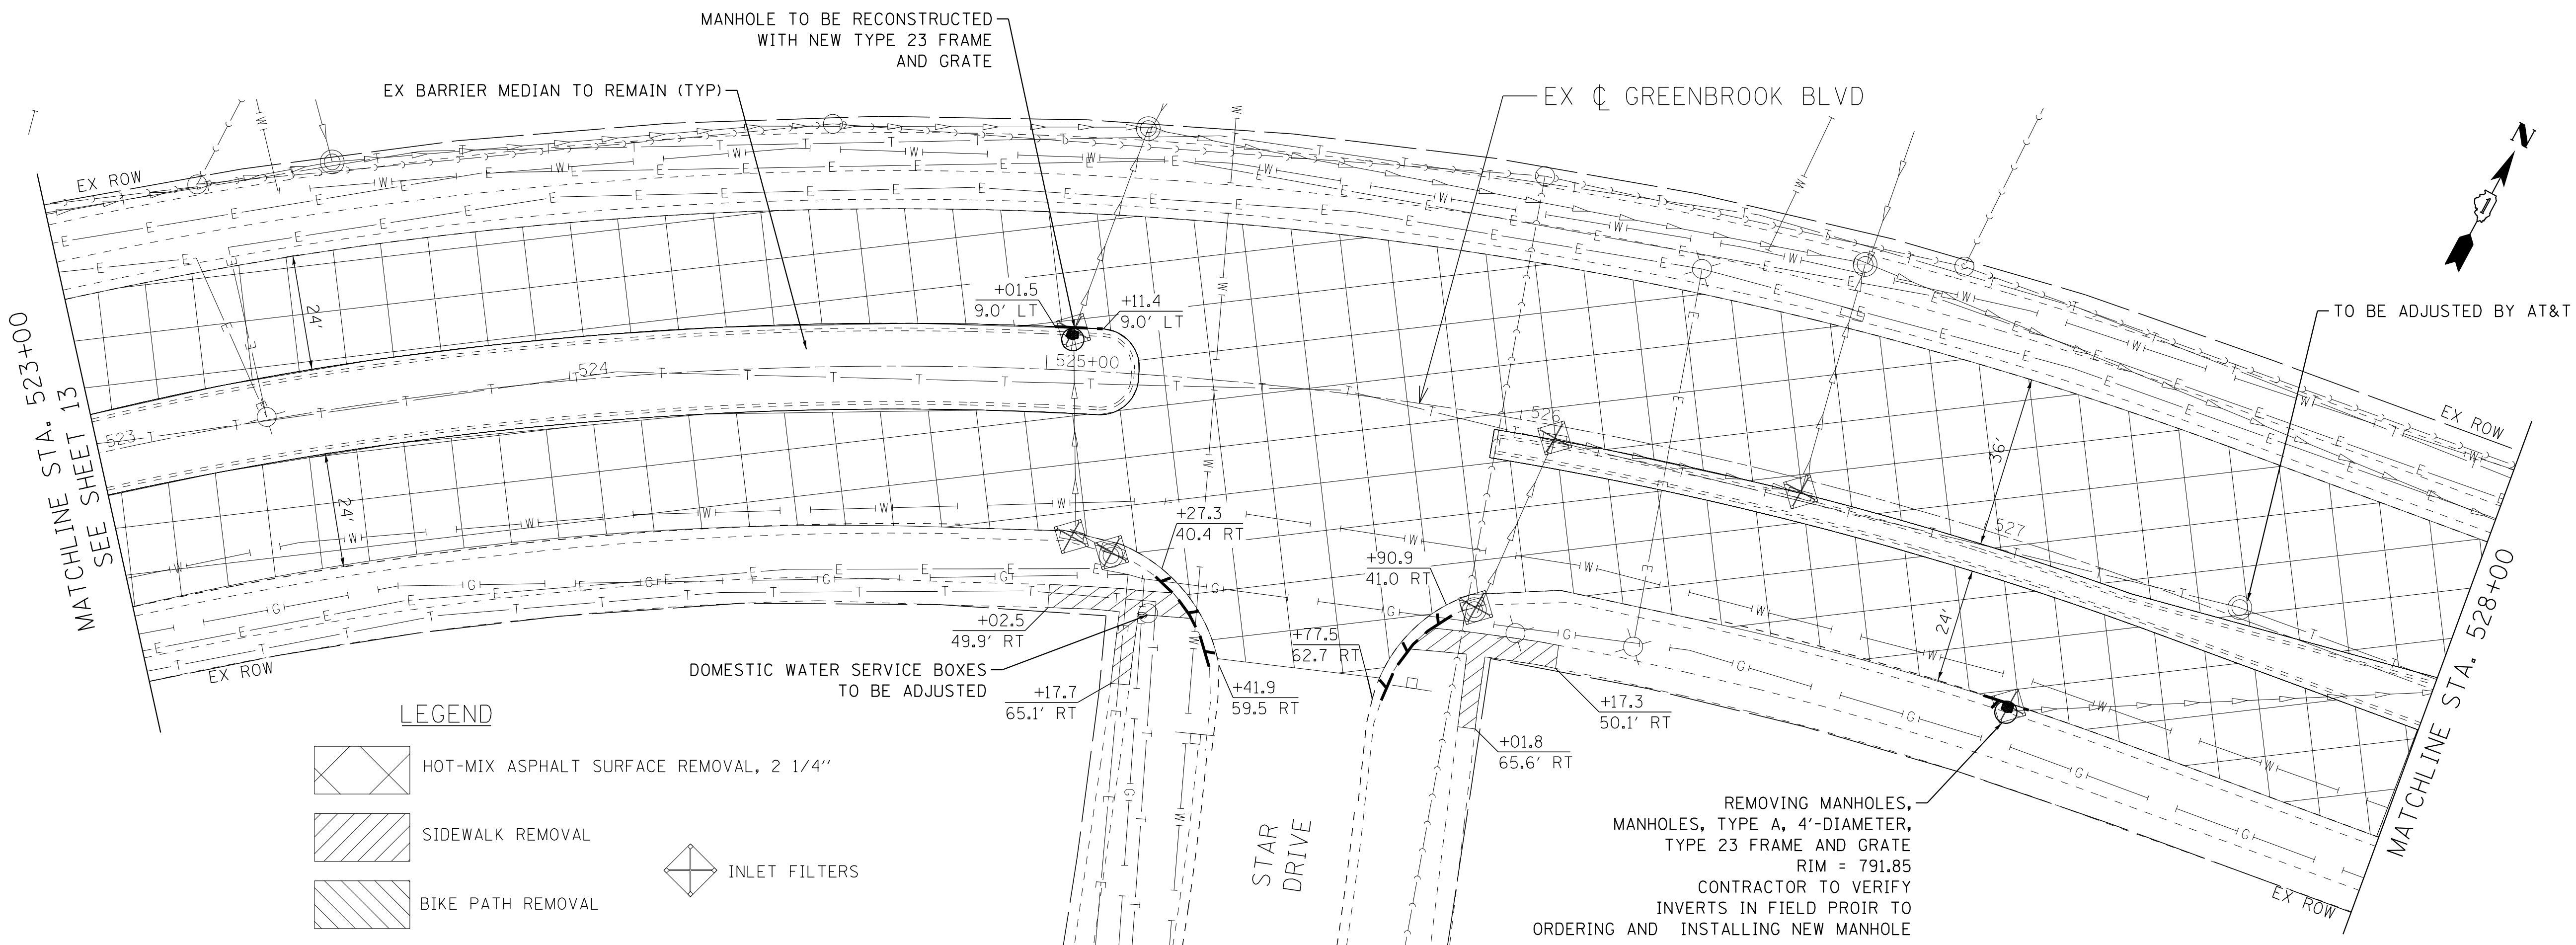 MANHOLE TO BE RECONSTRUCTED
WITH NEW TYPE 23 FRAME
AND GRATE
EX BARRIER MEDIAN TO REMAIN (TYP)
EX ℄ GREENBROOK BLVD
N
1
EX ROW
TO BE ADJUSTED BY AT&T
+01.5
9.0' LT
+11.4
9.0' LT
24'
MATCHLINE STA. 523+00
SEE SHEET 13
523
524
525+00
526
527
36'
EX ROW
24'
24'
+27.3
40.4 RT
+90.9
41.0 RT
+02.5
49.9' RT
+77.5
62.7 RT
DOMESTIC WATER SERVICE BOXES
TO BE ADJUSTED
+17.7
65.1' RT
+41.9
59.5 RT
+17.3
50.1' RT
+01.8
65.6' RT
EX ROW
MATCHLINE STA. 528+00
LEGEND
HOT-MIX ASPHALT SURFACE REMOVAL, 2 1/4"
SIDEWALK REMOVAL
BIKE PATH REMOVAL
INLET FILTERS
STAR
DRIVE
REMOVING MANHOLES,
MANHOLES, TYPE A, 4'-DIAMETER,
TYPE 23 FRAME AND GRATE
RIM = 791.85
CONTRACTOR TO VERIFY
INVERTS IN FIELD PROIR TO
ORDERING AND INSTALLING NEW MANHOLE
EX ROW